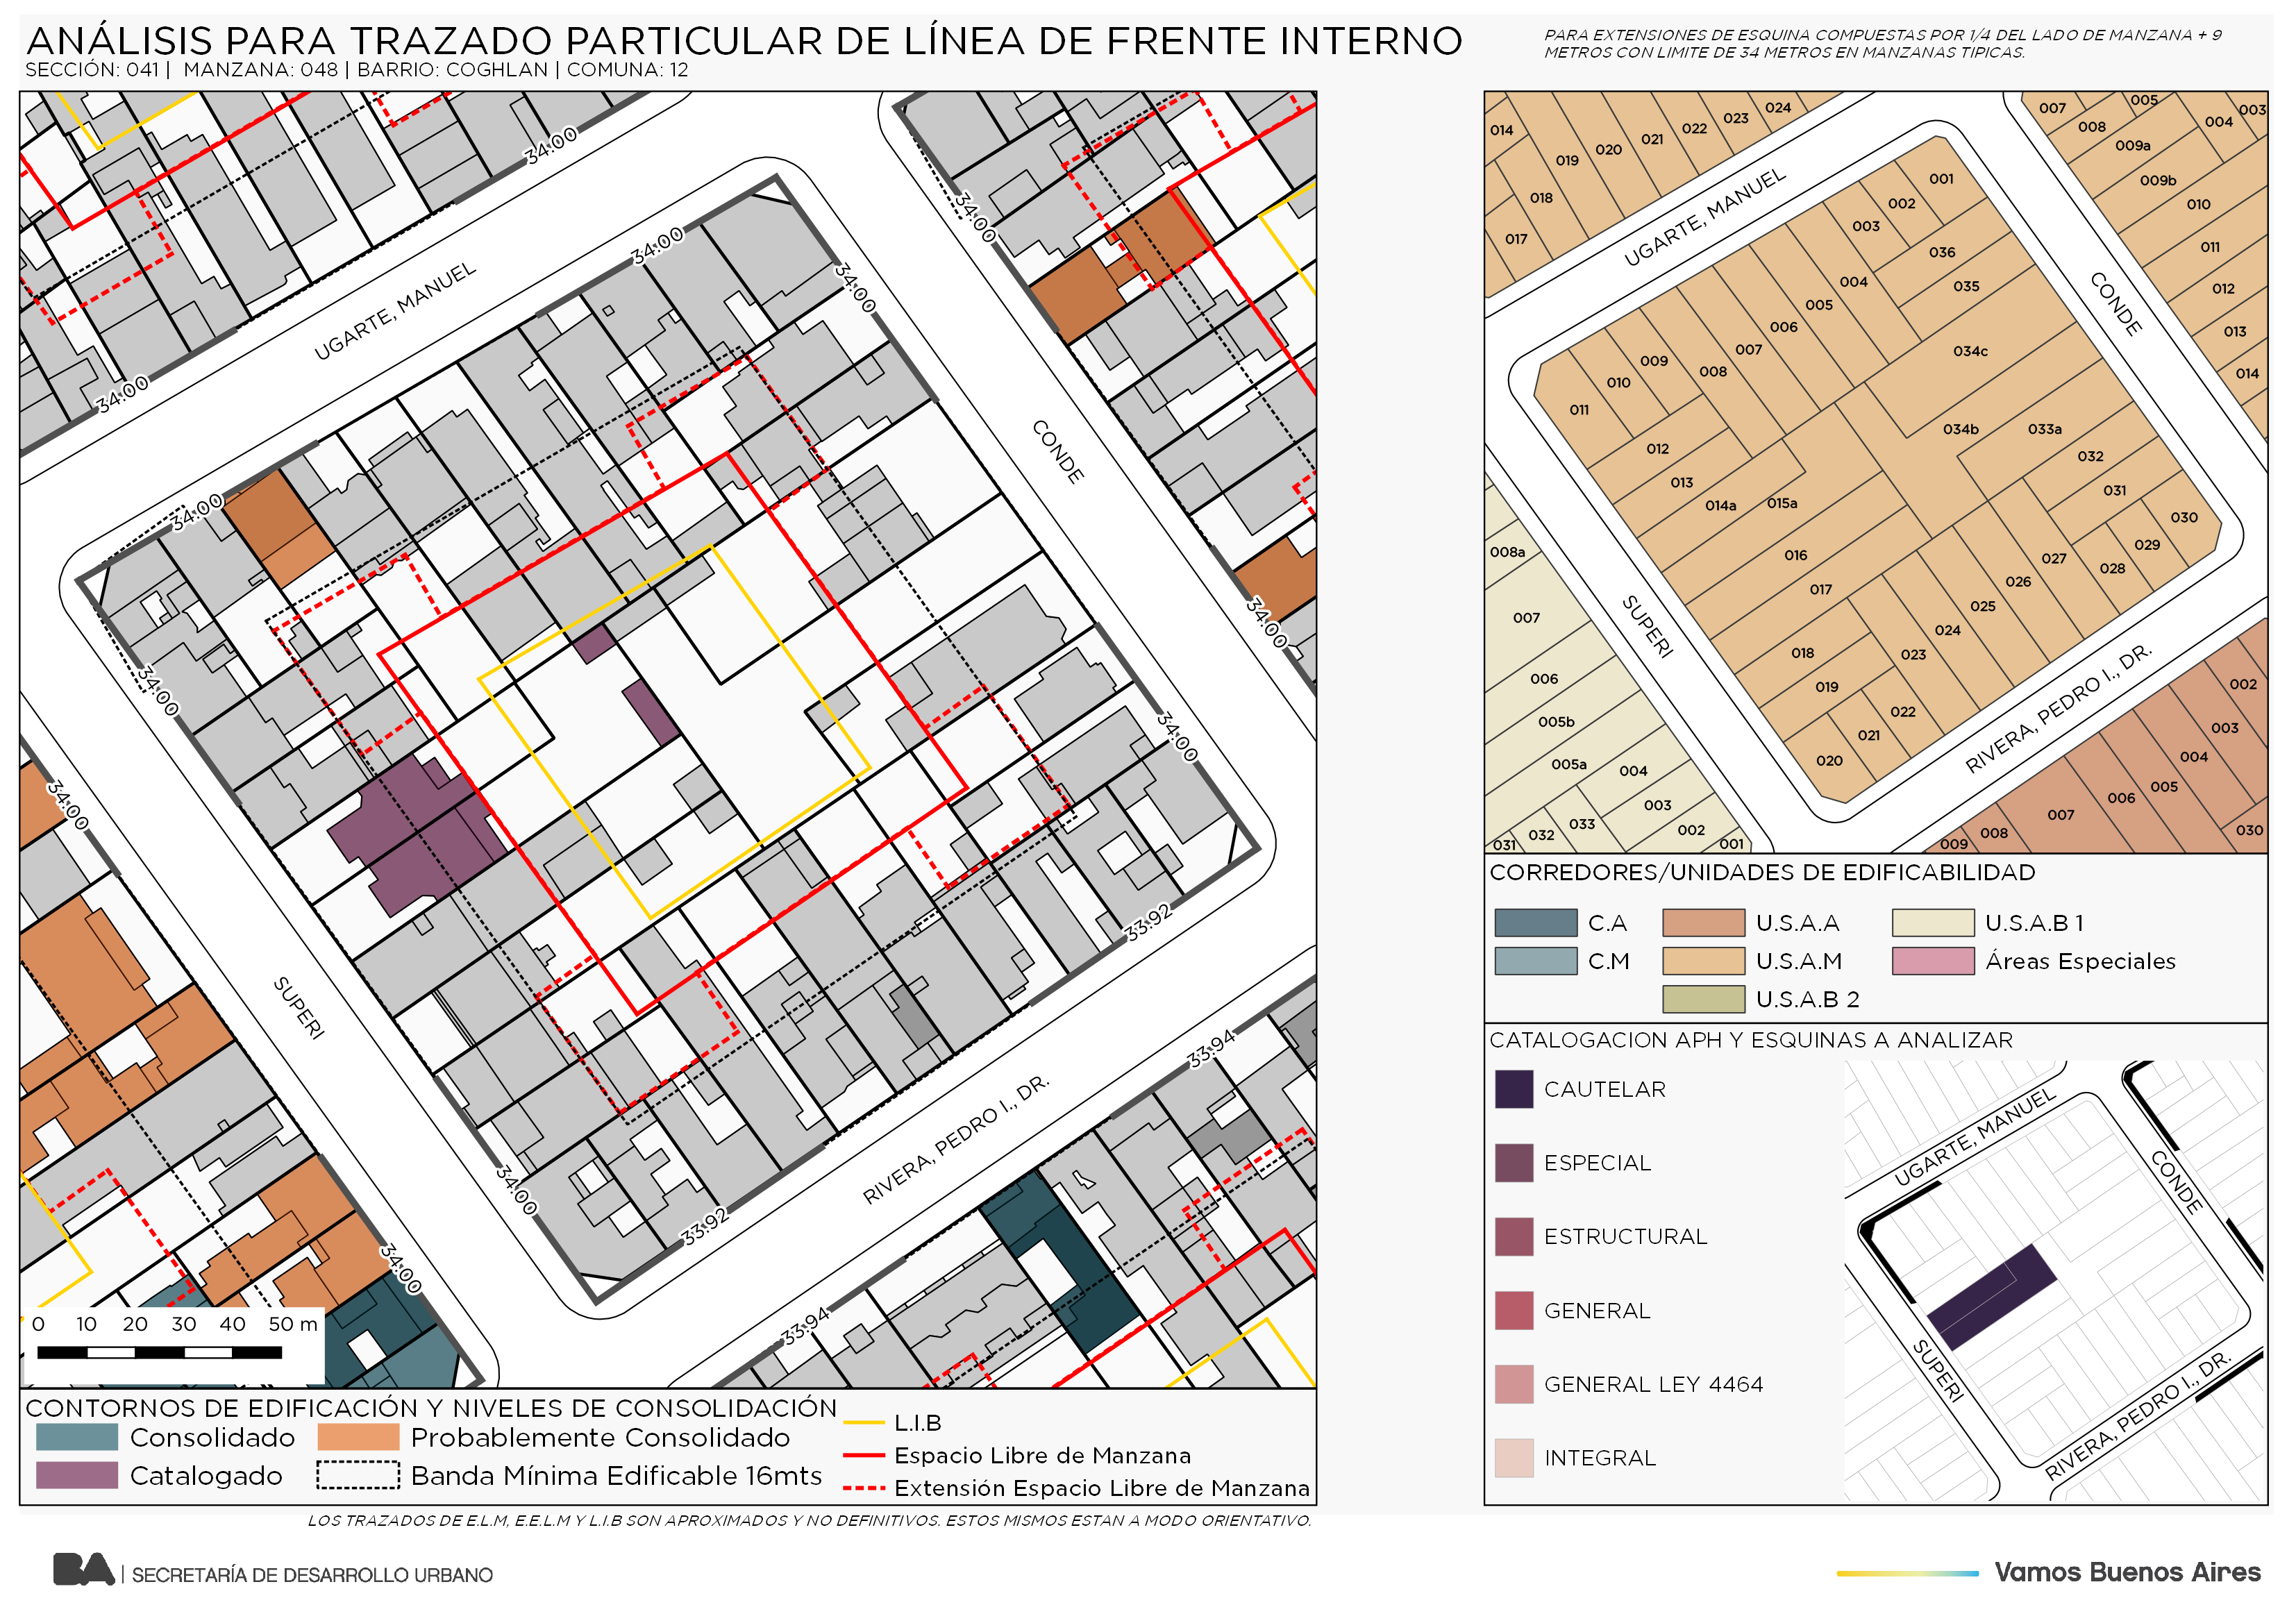 ANÁLISIS PARA TRAZADO PARTICULAR DE LÍNEA DE FRENTE INTERNO
SECCIÓN: 041 | MANZANA: 048 | BARRIO: COGHLAN | COMUNA: 12
PARA EXTENSIONES DE ESQUINA COMPUESTAS POR 1/4 DEL LADO DE MANZANA + 9
METROS CON LIMITE DE 34 METROS EN MANZANAS TIPICAS.
34.00
34.00
34.00
34.00
34.00
UGARTE, MANUEL
34.00
34.00
CONDE
34.00
34.00
34.00
34.00
SUPERI
33.92
34.00
33.94
RIVERA, PEDRO I., DR.
33.92
34.00
33.94
0 10 20 30 40 50 m
CONTORNOS DE EDIFICACIÓN Y NIVELES DE CONSOLIDACIÓN
Consolidado
Probablemente Consolidado
Catalogado
Banda Mínima Edificable 16mts
L.I.B
Espacio Libre de Manzana
Extensión Espacio Libre de Manzana
LOS TRAZADOS DE E.L.M, E.E.L.M Y L.I.B SON APROXIMADOS Y NO DEFINITIVOS. ESTOS MISMOS ESTAN A MODO ORIENTATIVO.
014
019
020
021
022
023
024
018
017
007
005
003
008
004
009a
009b
010
011
012
013
014
UGARTE, MANUEL
CONDE
001
002
003
036
004
035
005
006
034c
007
009
008
010
011
034b
033a
012
032
013
031
014a
015a
030
016
029
027
028
017
026
025
024
018
023
019
022
021
020
SUPERI
RIVERA, PEDRO I., DR.
008a
007
006
005b
005a
004
003
033
032
002
031
001
002
003
004
005
006
007
008
009
030
CORREDORES/UNIDADES DE EDIFICABILIDAD
C.A
U.S.A.A
U.S.A.B 1
C.M
U.S.A.M
Áreas Especiales
U.S.A.B 2
CATALOGACION APH Y ESQUINAS A ANALIZAR
CAUTELAR
ESPECIAL
ESTRUCTURAL
GENERAL
GENERAL LEY 4464
INTEGRAL
UGARTE, MANUEL
CONDE
SUPERI
RIVERA, PEDRO I., DR.
BA | SECRETARÍA DE DESARROLLO URBANO
Vamos Buenos Aires